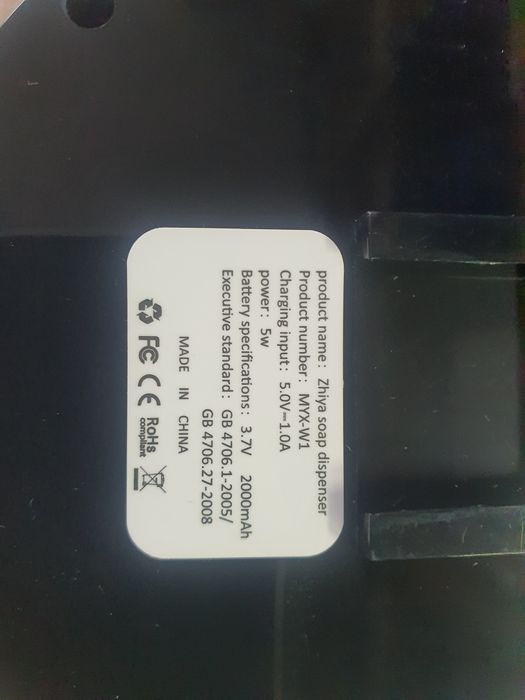 product name： Zhiya soap dispenser
Product number： MYX-W1
Charging input： 5.0V⎓1.0A
power： 5w
Battery specifications： 3.7V 2000mAh
Executive standard： GB 4706.1-2005/
GB 4706.27-2008
MADE IN CHINA
FC CE RoHS
compliant